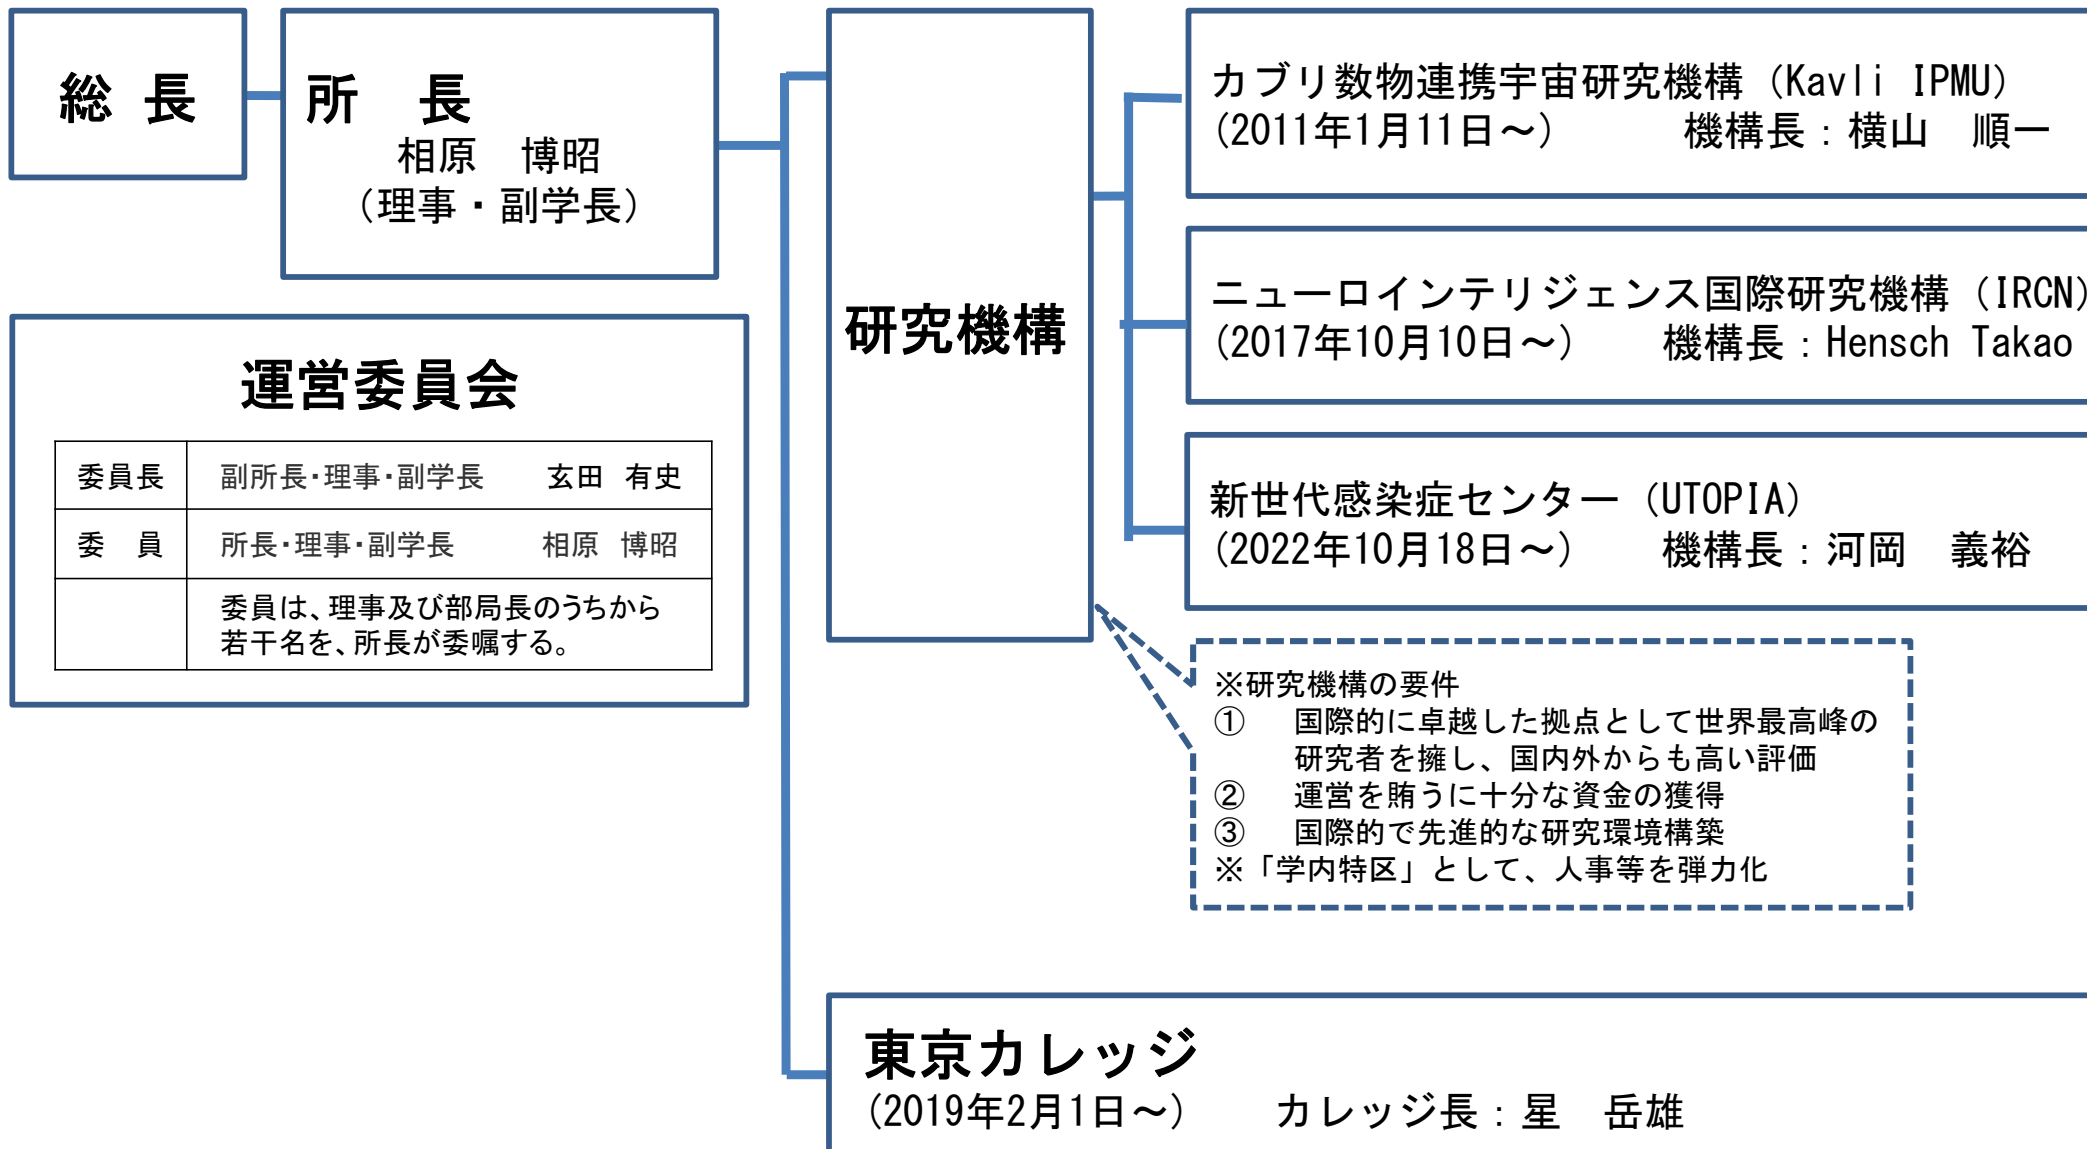 総 長
所　長
相原　博昭
（理事・副学長）
運営委員会
委員長 副所長・理事・副学長 玄田 有史
委　員 所長・理事・副学長 相原 博昭
委員は、理事及び部局長のうちから
若干名を、所長が委嘱する。
研究機構
カブリ数物連携宇宙研究機構（Kavli IPMU）
(2011年1月11日～) 機構長：横山　順一
ニューロインテリジェンス国際研究機構（IRCN）
(2017年10月10日～) 機構長：Hensch Takao
新世代感染症センター（UTOPIA）
(2022年10月18日～) 機構長：河岡　義裕
※研究機構の要件
① 国際的に卓越した拠点として世界最高峰の
研究者を擁し、国内外からも高い評価
② 運営を賄うに十分な資金の獲得
③ 国際的で先進的な研究環境構築
※「学内特区」として、人事等を弾力化
東京カレッジ
(2019年2月1日～) カレッジ長：星　岳雄